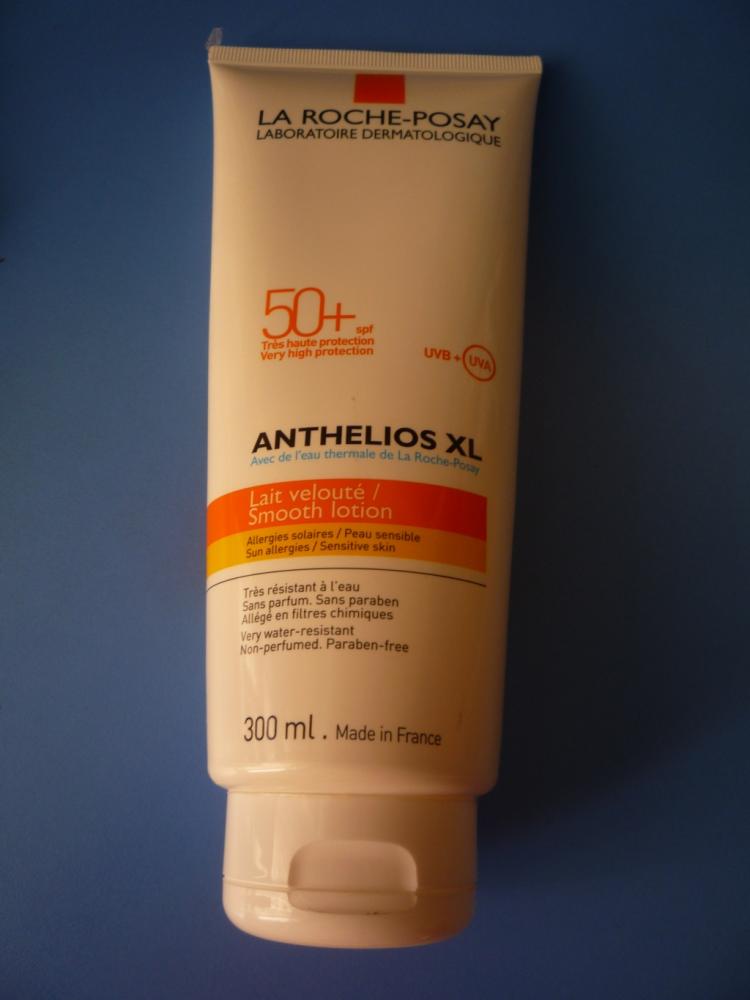 LA ROCHE-POSAY
LABORATOIRE DERMATOLOGIQUE
50+ spf
Très haute protection
Very high protection
UVB + UVA
ANTHELIOS XL
Avec de l'eau thermale de La Roche-Posay
Lait velouté /
Smooth lotion
Allergies solaires / Peau sensible
Sun allergies / Sensitive skin
Très résistant à l'eau
Sans parfum. Sans paraben
Allégé en filtres chimiques
Very water-resistant
Non-perfumed. Paraben-free
300 ml . Made in France